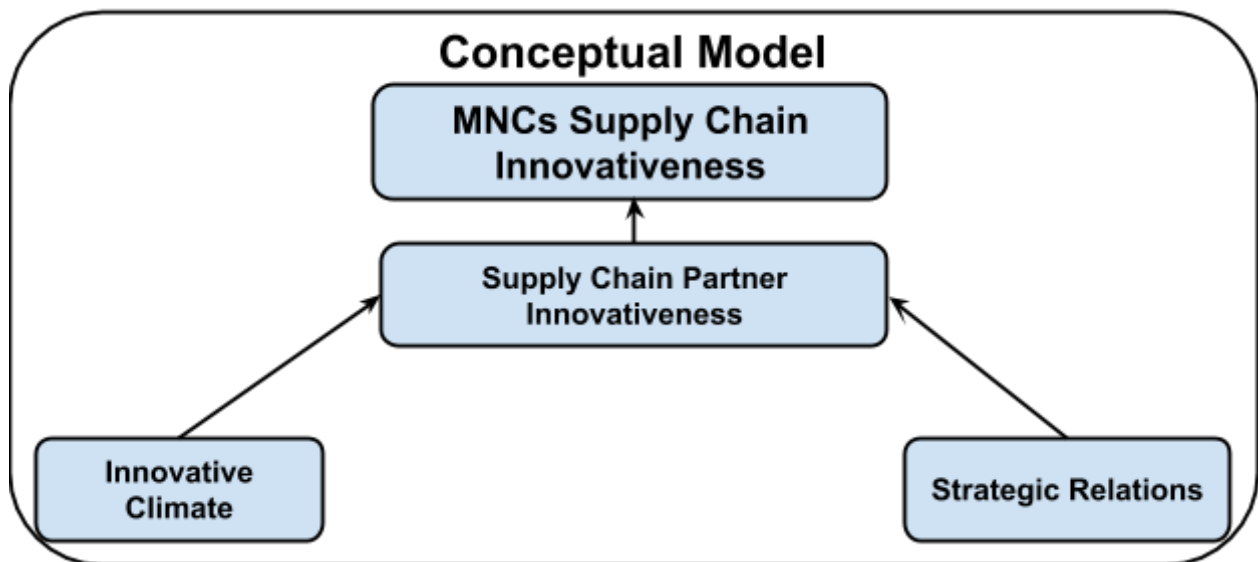 Conceptual Model
MNCs Supply Chain
Innovativeness
Supply Chain Partner
Innovativeness
Innovative
Climate
Strategic Relations